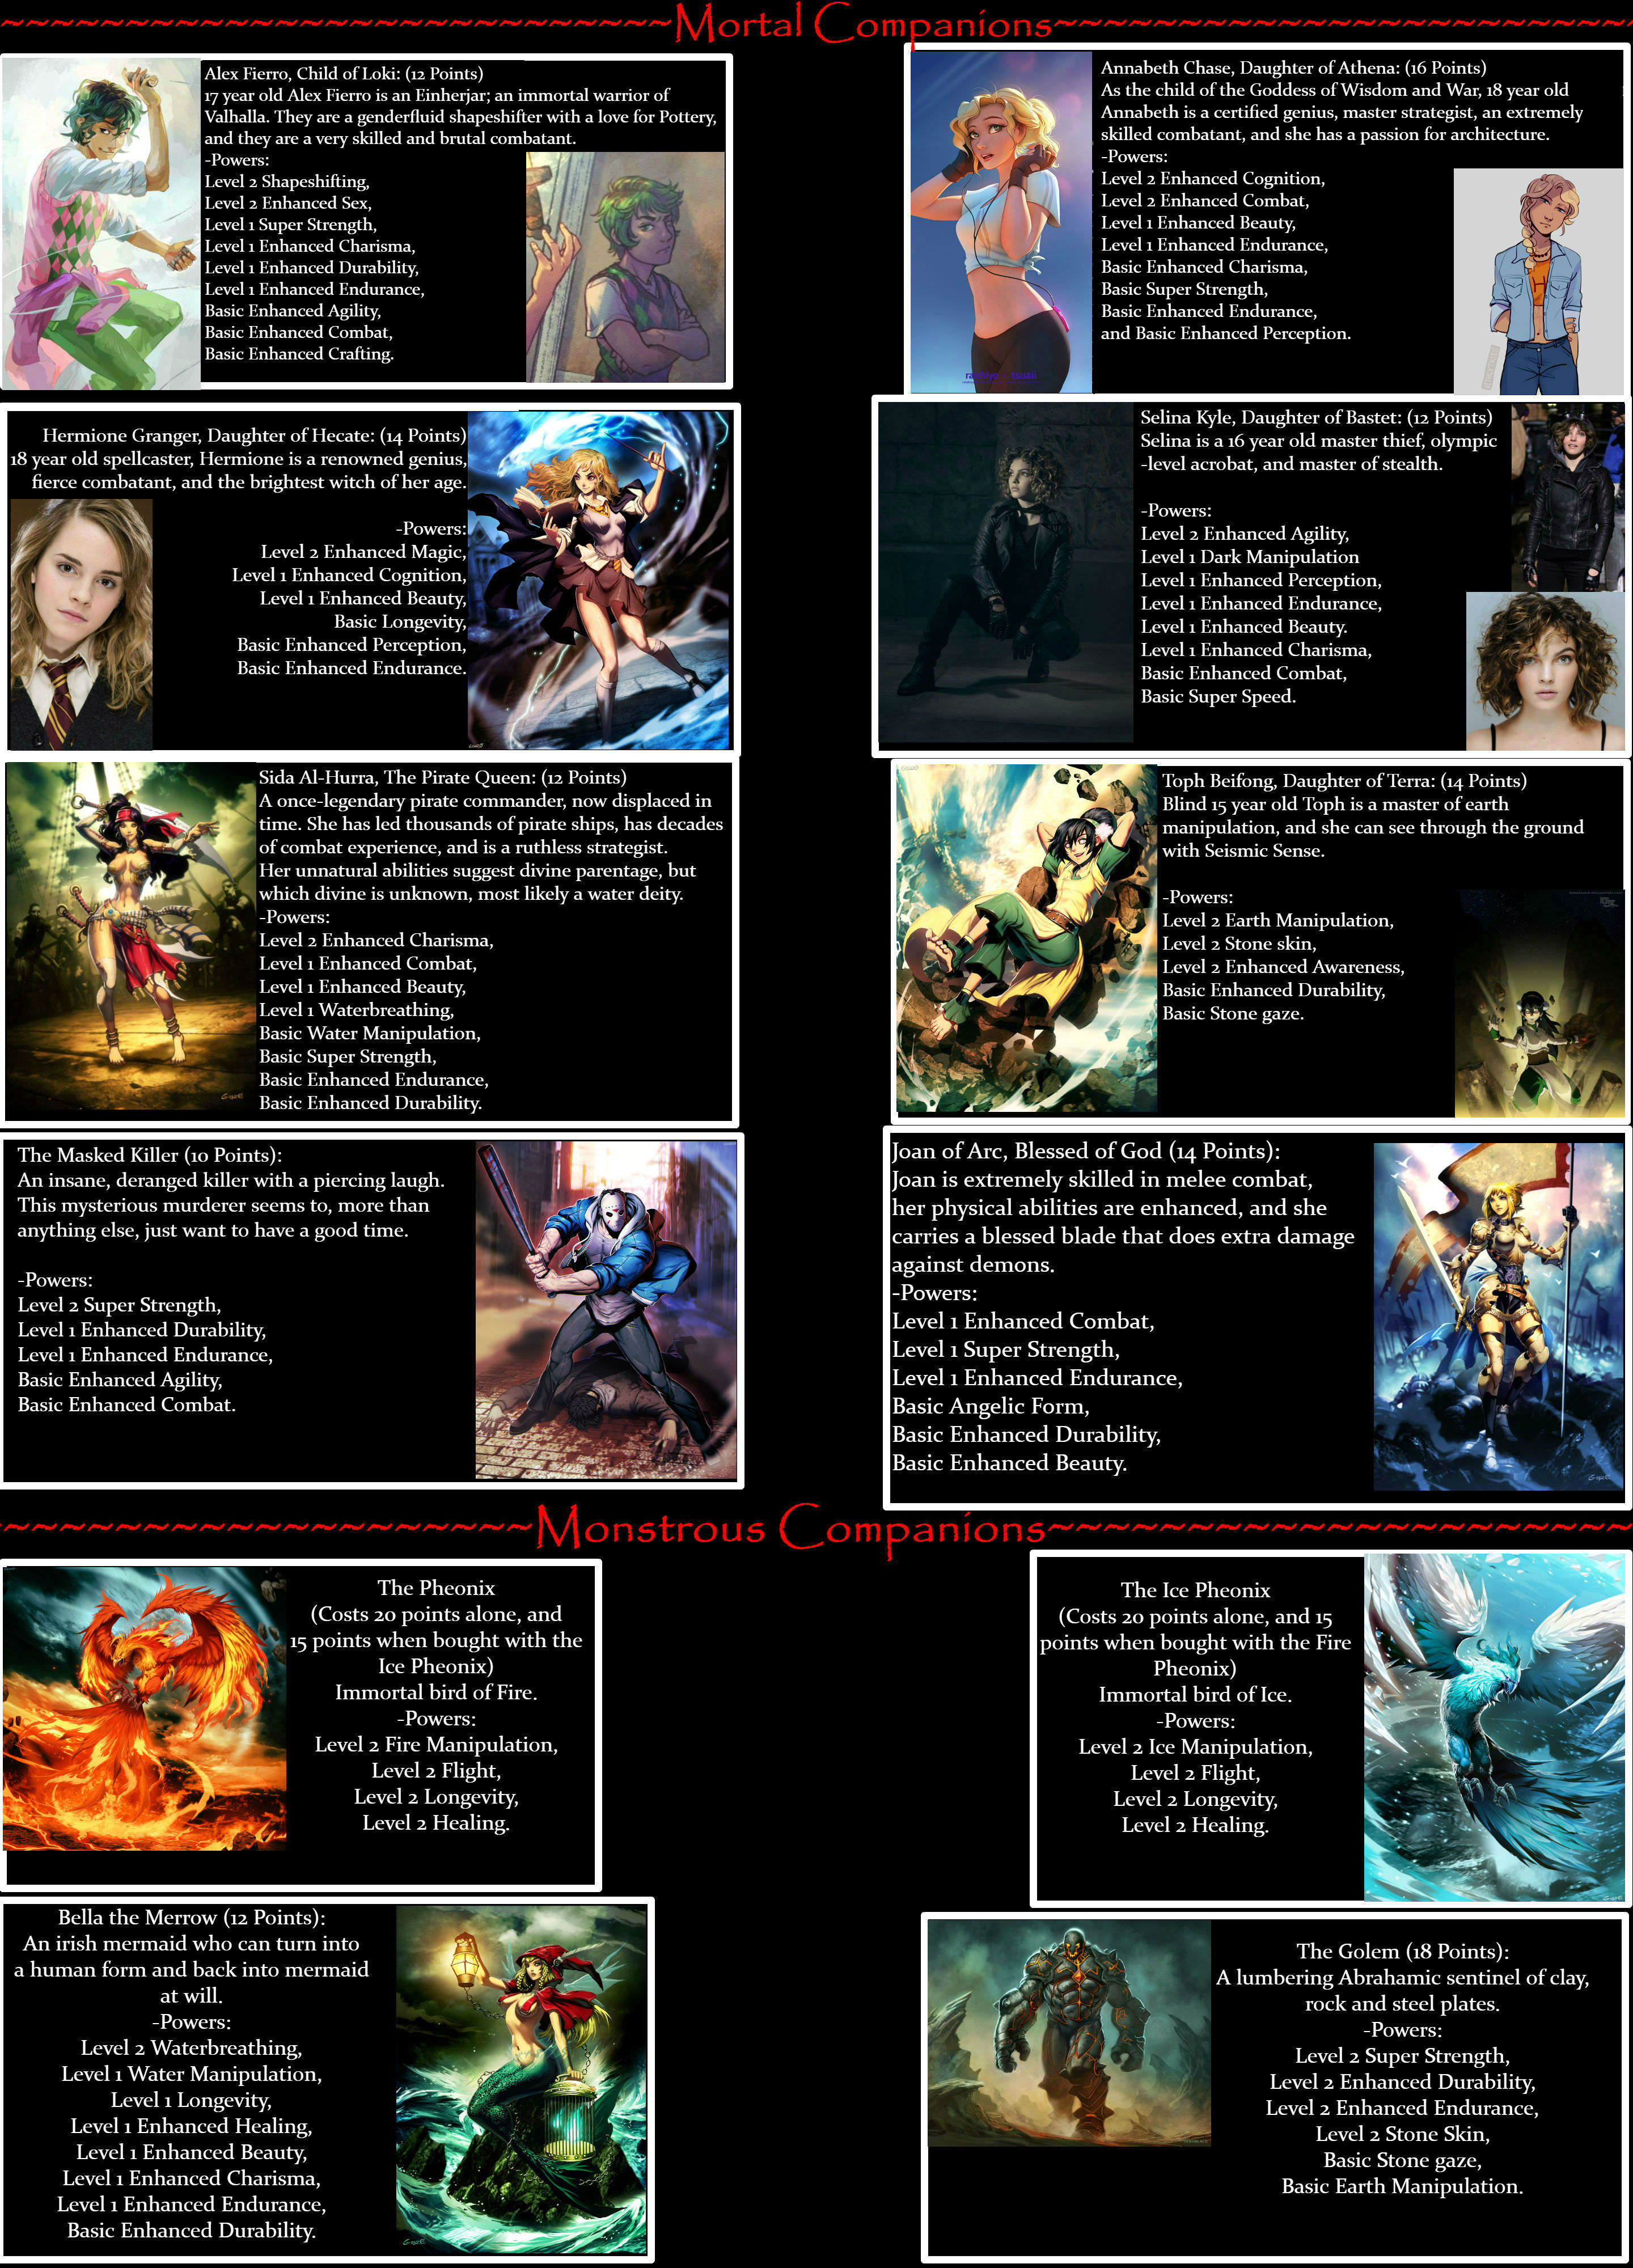 ~~~~~~~~~~~~~~~~~~~~~~~~Mortal Companions~~~~~~~~~~~~~~~~~~~~~
Alex Fierro, Child of Loki: (12 Points)
17 year old Alex Fierro is an Einherjar; an immortal warrior of
Valhalla. They are a genderfluid shapeshifter with a love for Pottery,
and they are a very skilled and brutal combatant.
-Powers:
Level 2 Shapeshifting,
Level 2 Enhanced Sex,
Level 1 Super Strength,
Level 1 Enhanced Charisma,
Level 1 Enhanced Durability,
Level 1 Enhanced Endurance,
Basic Enhanced Agility,
Basic Enhanced Combat,
Basic Enhanced Crafting.
Annabeth Chase, Daughter of Athena: (16 Points)
As the child of the Goddess of Wisdom and War, 18 year old
Annabeth is a certified genius, master strategist, an extremely
skilled combatant, and she has a passion for architecture.
-Powers:
Level 2 Enhanced Cognition,
Level 2 Enhanced Combat,
Level 1 Enhanced Beauty,
Level 1 Enhanced Endurance,
Basic Enhanced Charisma,
Basic Super Strength,
Basic Enhanced Endurance,
and Basic Enhanced Perception.
Hermione Granger, Daughter of Hecate: (14 Points)
18 year old spellcaster, Hermione is a renowned genius,
fierce combatant, and the brightest witch of her age.
-Powers:
Level 2 Enhanced Magic,
Level 1 Enhanced Cognition,
Level 1 Enhanced Beauty,
Basic Longevity,
Basic Enhanced Perception,
Basic Enhanced Endurance.
Selina Kyle, Daughter of Bastet: (12 Points)
Selina is a 16 year old master thief, olympic
-level acrobat, and master of stealth.
-Powers:
Level 2 Enhanced Agility,
Level 1 Dark Manipulation
Level 1 Enhanced Perception,
Level 1 Enhanced Endurance,
Level 1 Enhanced Beauty.
Level 1 Enhanced Charisma,
Basic Enhanced Combat,
Basic Super Speed.
Sida Al-Hurra, The Pirate Queen: (12 Points)
A once-legendary pirate commander, now displaced in
time. She has led thousands of pirate ships, has decades
of combat experience, and is a ruthless strategist.
Her unnatural abilities suggest divine parentage, but
which divine is unknown, most likely a water deity.
-Powers:
Level 2 Enhanced Charisma,
Level 1 Enhanced Combat,
Level 1 Enhanced Beauty,
Level 1 Waterbreathing,
Basic Water Manipulation,
Basic Super Strength,
Basic Enhanced Endurance,
Basic Enhanced Durability.
Toph Beifong, Daughter of Terra: (14 Points)
Blind 15 year old Toph is a master of earth
manipulation, and she can see through the ground
with Seismic Sense.
-Powers:
Level 2 Earth Manipulation,
Level 2 Stone skin,
Level 2 Enhanced Awareness,
Basic Enhanced Durability,
Basic Stone gaze.
The Masked Killer (10 Points):
An insane, deranged killer with a piercing laugh.
This mysterious murderer seems to, more than
anything else, just want to have a good time.
-Powers:
Level 2 Super Strength,
Level 1 Enhanced Durability,
Level 1 Enhanced Endurance,
Basic Enhanced Agility,
Basic Enhanced Combat.
Joan of Arc, Blessed of God (14 Points):
Joan is extremely skilled in melee combat,
her physical abilities are enhanced, and she
carries a blessed blade that does extra damage
against demons.
-Powers:
Level 1 Enhanced Combat,
Level 1 Super Strength,
Level 1 Enhanced Endurance,
Basic Angelic Form,
Basic Enhanced Durability,
Basic Enhanced Beauty.
~~~~~~~~~~~~~~~~~~~Monstrous Companions~~~~~~~~~~~~~~~~~~~~~
The Pheonix
(Costs 20 points alone, and
15 points when bought with the
Ice Pheonix)
Immortal bird of Fire.
-Powers:
Level 2 Fire Manipulation,
Level 2 Flight,
Level 2 Longevity,
Level 2 Healing.
The Ice Pheonix
(Costs 20 points alone, and 15
points when bought with the Fire
Pheonix)
Immortal bird of Ice.
-Powers:
Level 2 Ice Manipulation,
Level 2 Flight,
Level 2 Longevity,
Level 2 Healing.
Bella the Merrow (12 Points):
An irish mermaid who can turn into
a human form and back into mermaid
at will.
-Powers:
Level 2 Waterbreathing,
Level 1 Water Manipulation,
Level 1 Longevity,
Level 1 Enhanced Healing,
Level 1 Enhanced Beauty,
Level 1 Enhanced Charisma,
Level 1 Enhanced Endurance,
Basic Enhanced Durability.
The Golem (18 Points):
A lumbering Abrahamic sentinel of clay,
rock and steel plates.
-Powers:
Level 2 Super Strength,
Level 2 Enhanced Durability,
Level 2 Enhanced Endurance,
Level 2 Stone Skin,
Basic Stone gaze,
Basic Earth Manipulation.